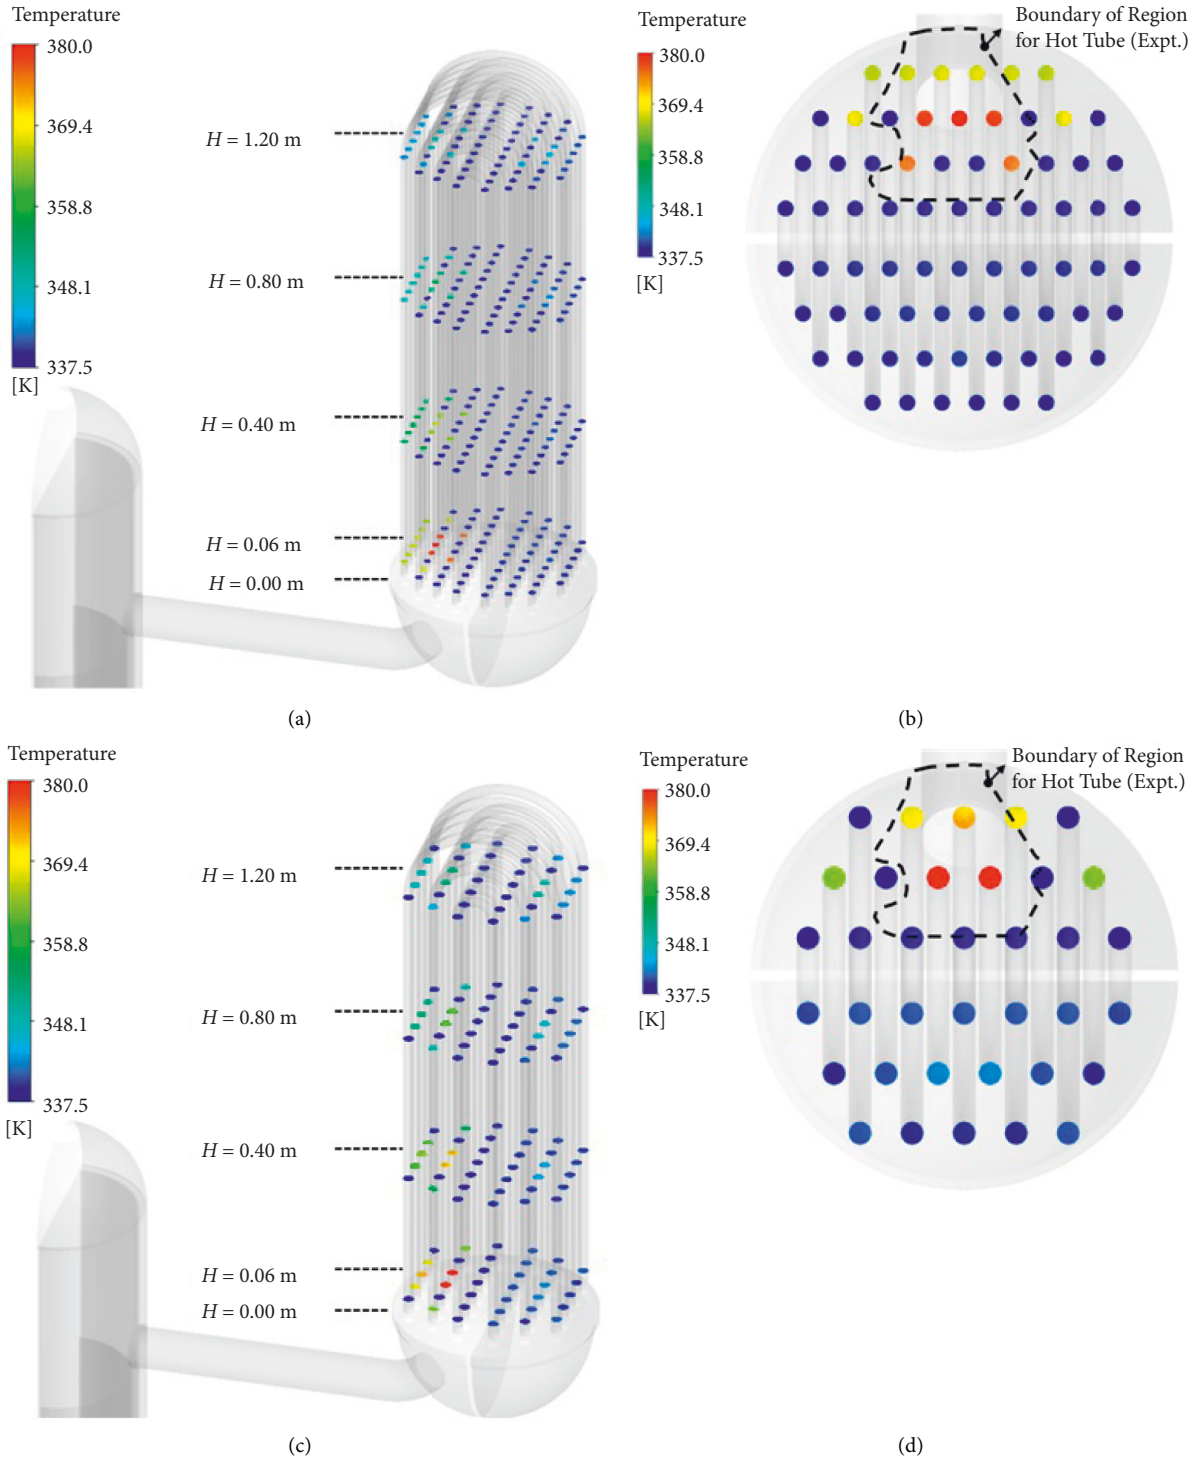 Temperature
380.0
369.4
358.8
348.1
337.5
[K]
H = 1.20 m
H = 0.80 m
H = 0.40 m
H = 0.06 m
H = 0.00 m
(a)
Temperature
380.0
369.4
358.8
348.1
337.5
[K]
Boundary of Region
for Hot Tube (Expt.)
(b)
Temperature
380.0
369.4
358.8
348.1
337.5
[K]
H = 1.20 m
H = 0.80 m
H = 0.40 m
H = 0.06 m
H = 0.00 m
(c)
Temperature
380.0
369.4
358.8
348.1
337.5
[K]
Boundary of Region
for Hot Tube (Expt.)
(d)